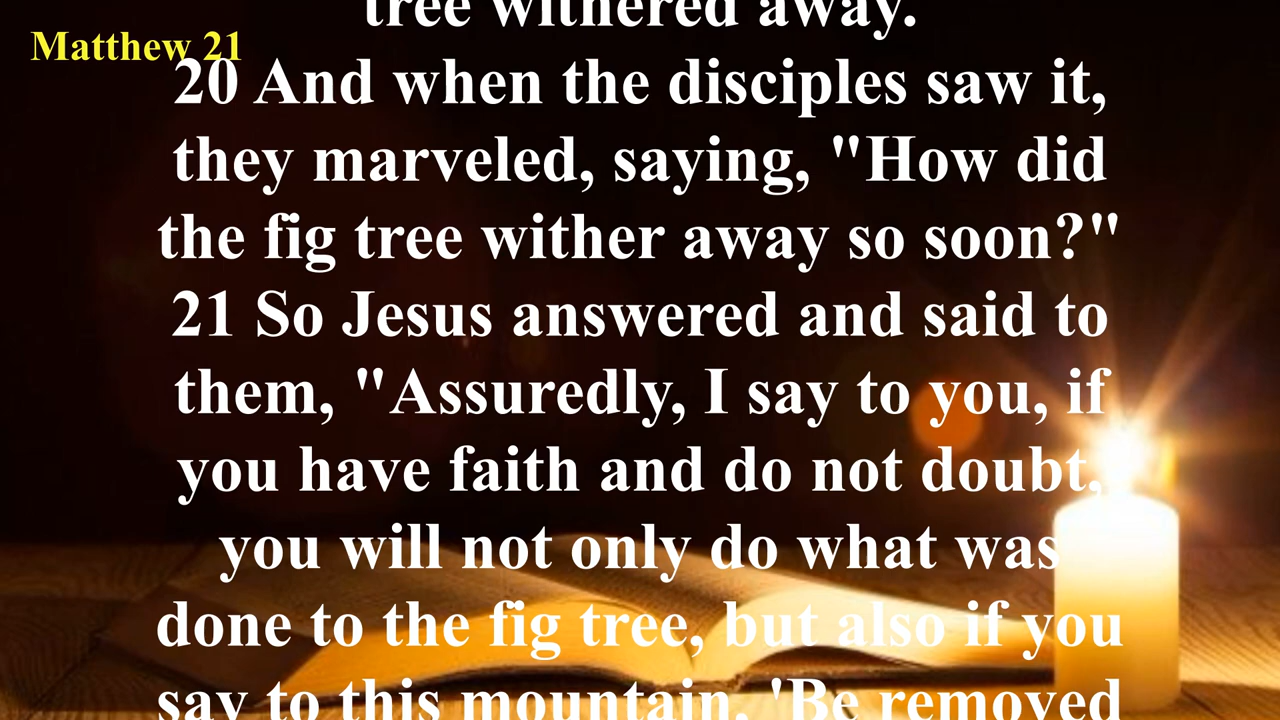 tree withered away.
Matthew 21
20 And when the disciples saw it,
they marveled, saying, "How did
the fig tree wither away so soon?"
21 So Jesus answered and said to
them, "Assuredly, I say to you, if
you have faith and do not doubt,
you will not only do what was
done to the fig tree, but also if you
say to this mountain, 'Be removed